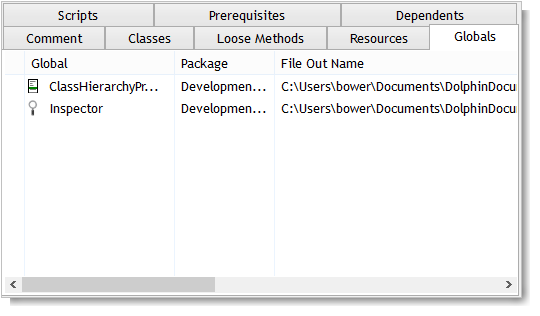 Scripts Prerequisites Dependents
Comment Classes Loose Methods Resources Globals
Global Package File Out Name
ClassHierarchyPr... Developmen... C:\Users\bower\Documents\DolphinDocu
Inspector Developmen... C:\Users\bower\Documents\DolphinDocu